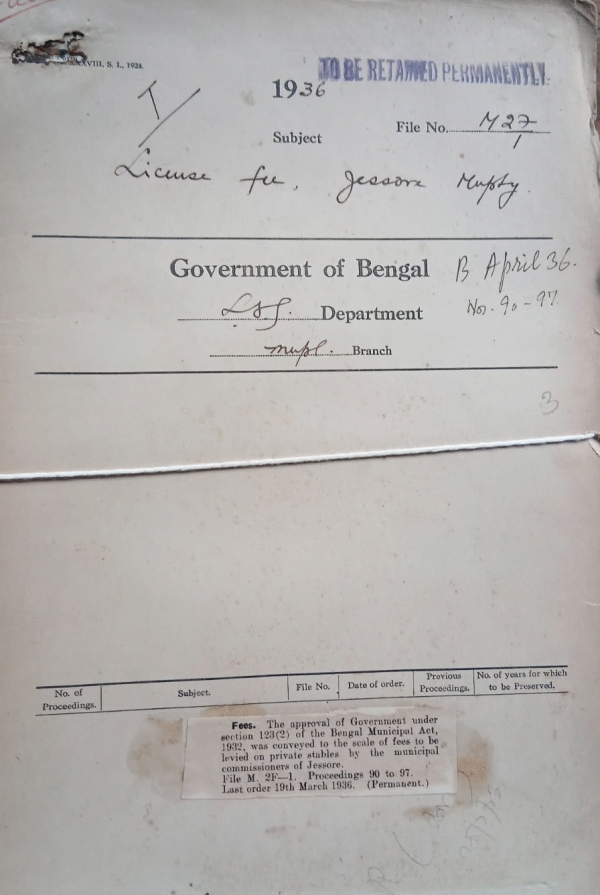 XXVIII, S. I., 1924.
TO BE RETAINED PERMANENTLY.
1936
T/
Subject
File No. M 2F/1
License fee, Jessore Mupty.
Government of Bengal
B April 36.
L.S.G. Department
Nos. 90-97
mupl. Branch
3
No. of Proceedings.
Subject.
File No.
Date of order.
Previous Proceedings.
No. of years for which to be Preserved.
Fees. The approval of Government under
section 123(2) of the Bengal Municipal Act,
1932, was conveyed to the scale of fees to be
levied on private stables by the municipal
commissioners of Jessore.
File M. 2F—1. Proceedings 90 to 97.
Last order 19th March 1936. (Permanent.)